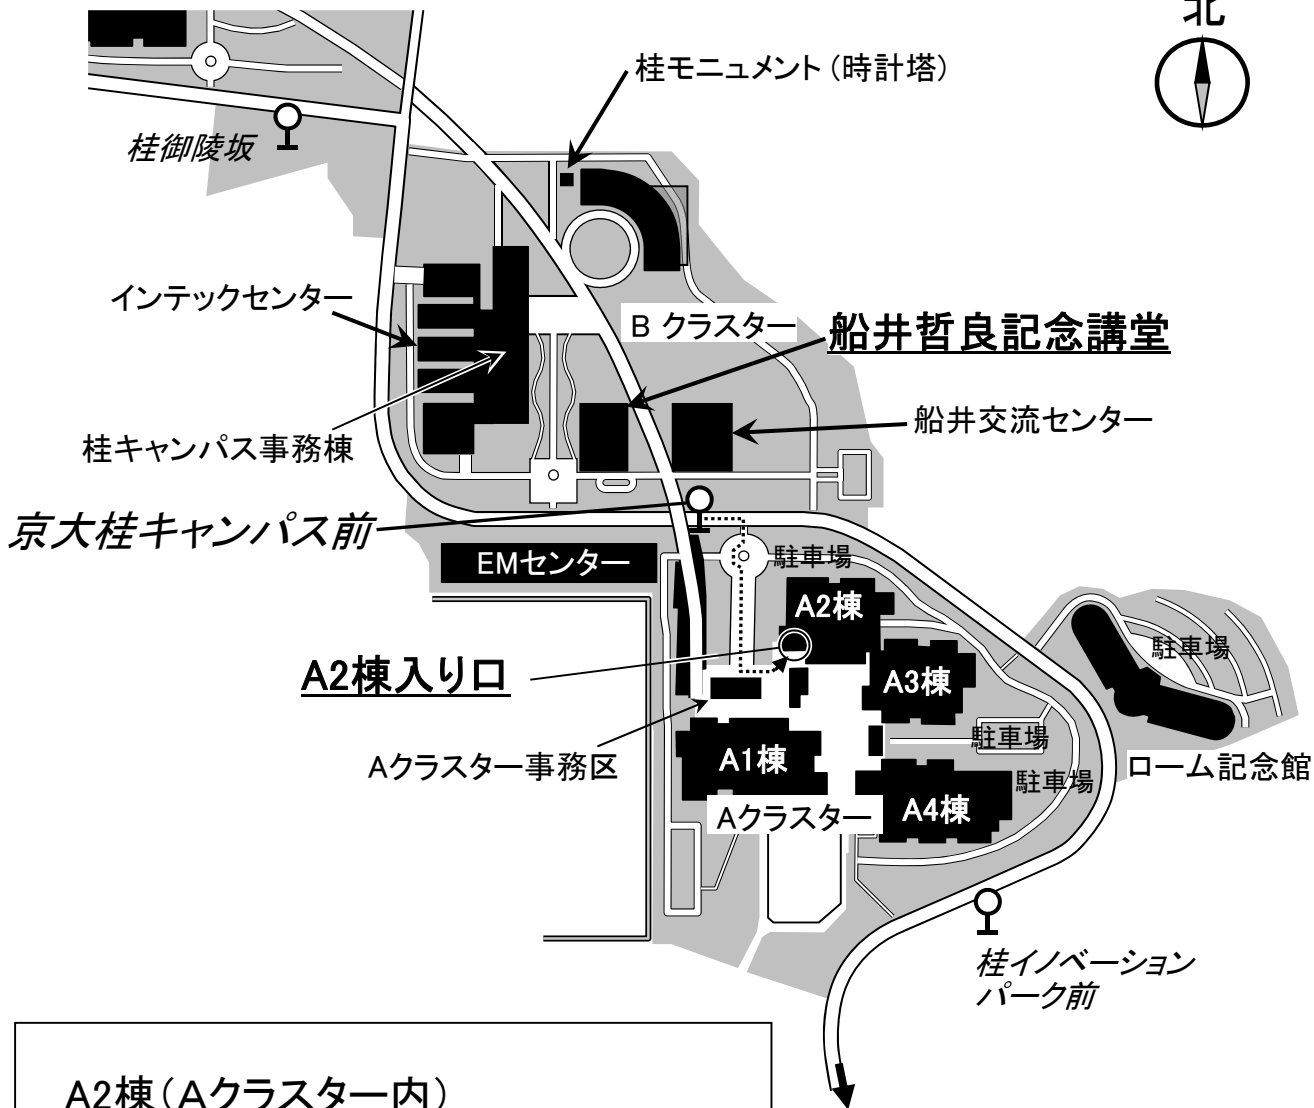 北
桂モニュメント（時計塔）
桂御陵坂
インテックセンター
B クラスター
船井哲良記念講堂
船井交流センター
桂キャンパス事務棟
京大桂キャンパス前
EMセンター
駐車場
A2棟
駐車場
A2棟入り口
A3棟
駐車場
Aクラスター事務区
A1棟
ローム記念館
駐車場
Aクラスター
A4棟
桂イノベーション
パーク前
A2棟（Aクラスター内）